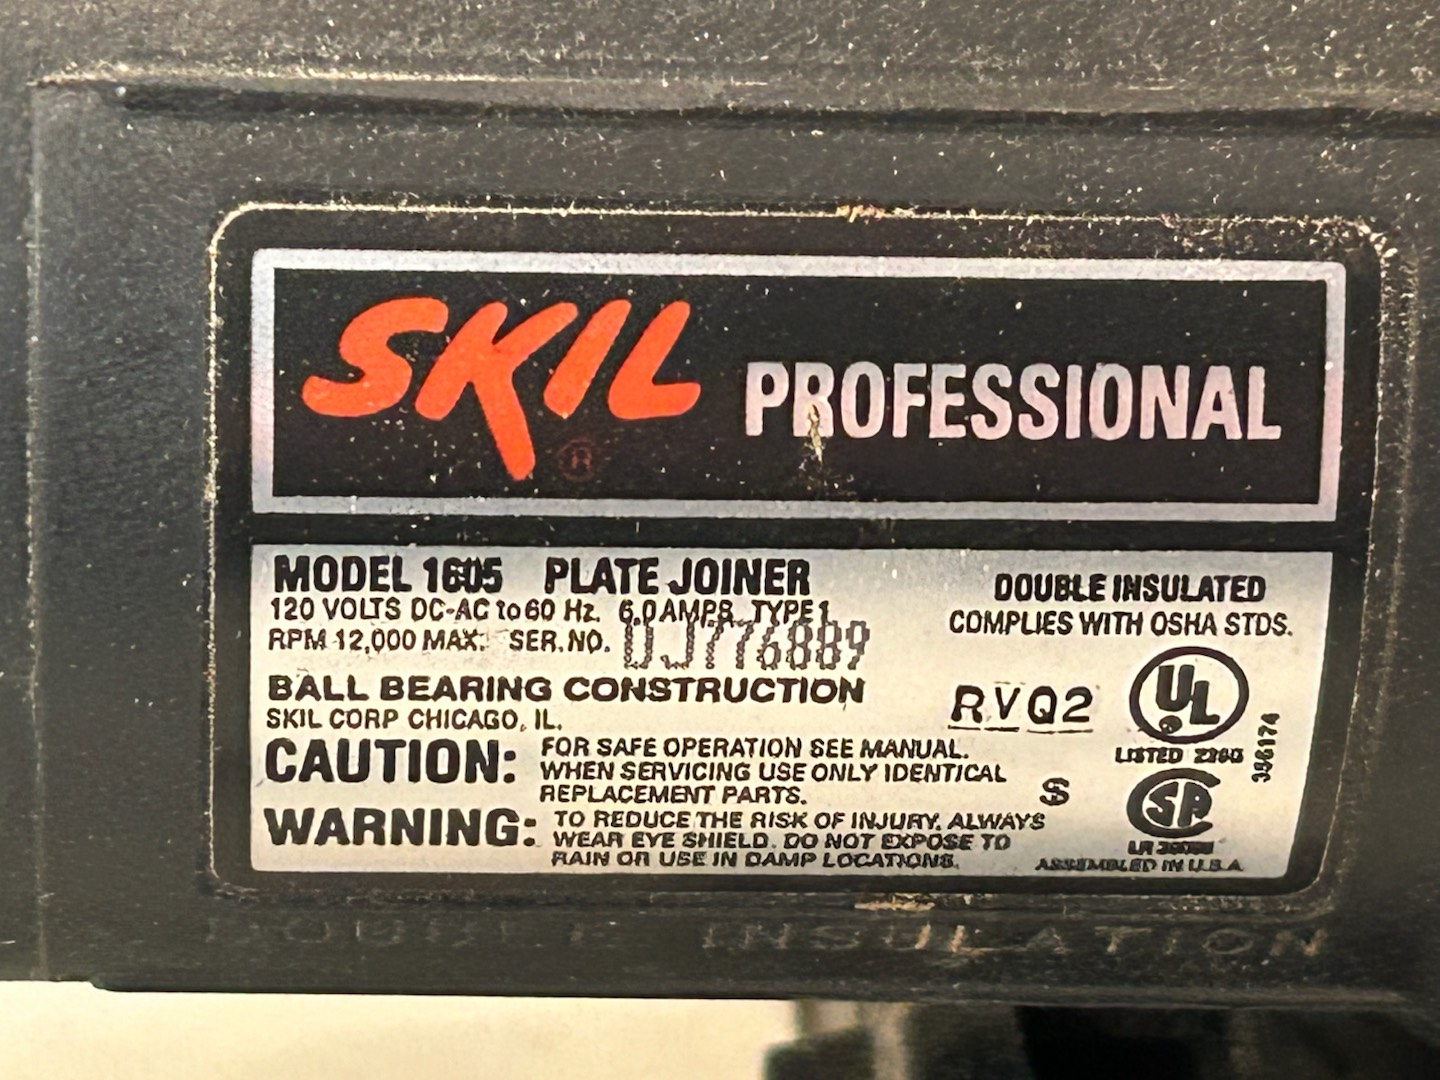 SKIL
®
PROFESSIONAL
MODEL 1605 PLATE JOINER
120 VOLTS DC-AC to 60 Hz. 6.0 AMPS. TYPE 1
RPM 12,000 MAX. SER. NO. DJ776889
BALL BEARING CONSTRUCTION
SKIL CORP CHICAGO, IL.
CAUTION: FOR SAFE OPERATION SEE MANUAL.
WHEN SERVICING USE ONLY IDENTICAL
REPLACEMENT PARTS.
WARNING: TO REDUCE THE RISK OF INJURY, ALWAYS
WEAR EYE SHIELD. DO NOT EXPOSE TO
RAIN OR USE IN DAMP LOCATIONS.
DOUBLE INSULATED
COMPLIES WITH OSHA STDS.
RVQ2
UL
LISTED
S
SA
LR
ASSEMBLED IN U.S.A
DOUBLE INSULATION